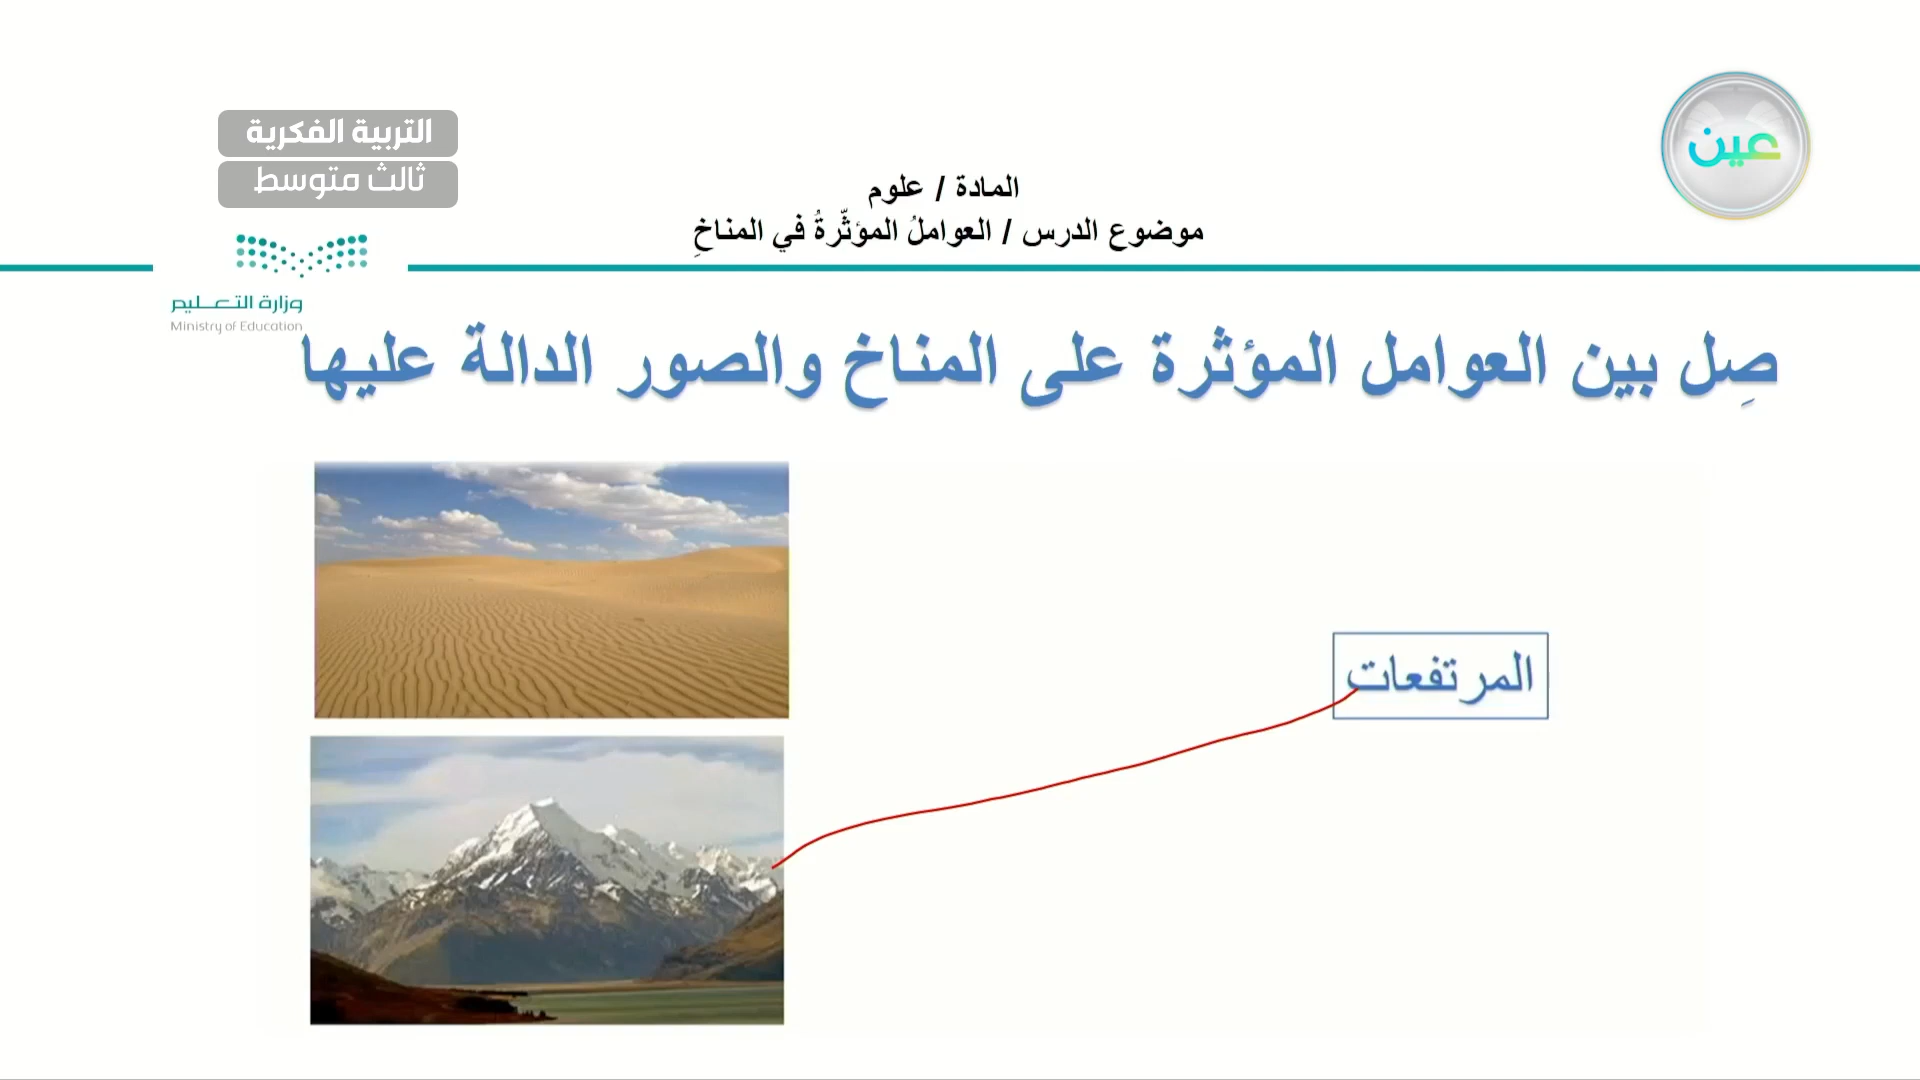 عين
التربية الفكرية
ثالث متوسط
المادة / علوم
موضوع الدرس / العواملُ المؤثّرةُ في المناخِ
وزارة التعليم
Ministry of Education
صِل بين العوامل المؤثرة على المناخ والصور الدالة عليها
المرتفعات